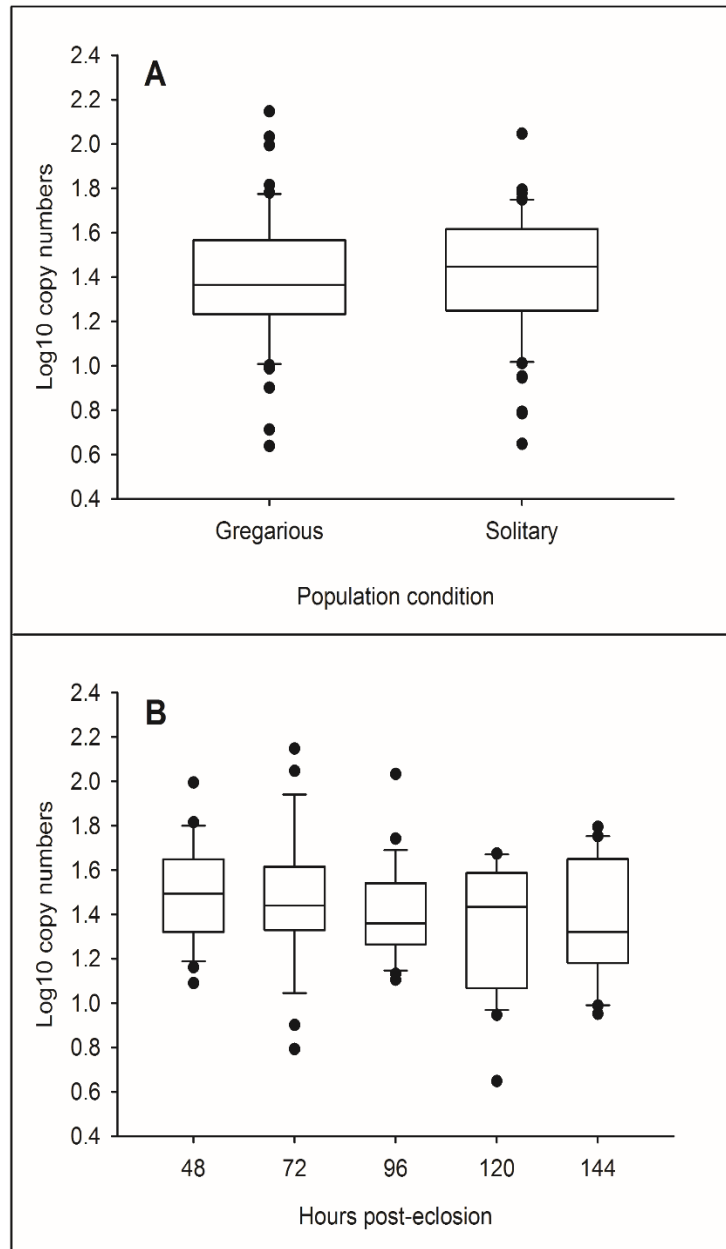 A
Log10 copy numbers
2.4
2.2
2.0
1.8
1.6
1.4
1.2
1.0
0.8
0.6
0.4
Gregarious Solitary
Population condition
B
Log10 copy numbers
2.4
2.2
2.0
1.8
1.6
1.4
1.2
1.0
0.8
0.6
0.4
48 72 96 120 144
Hours post-eclosion